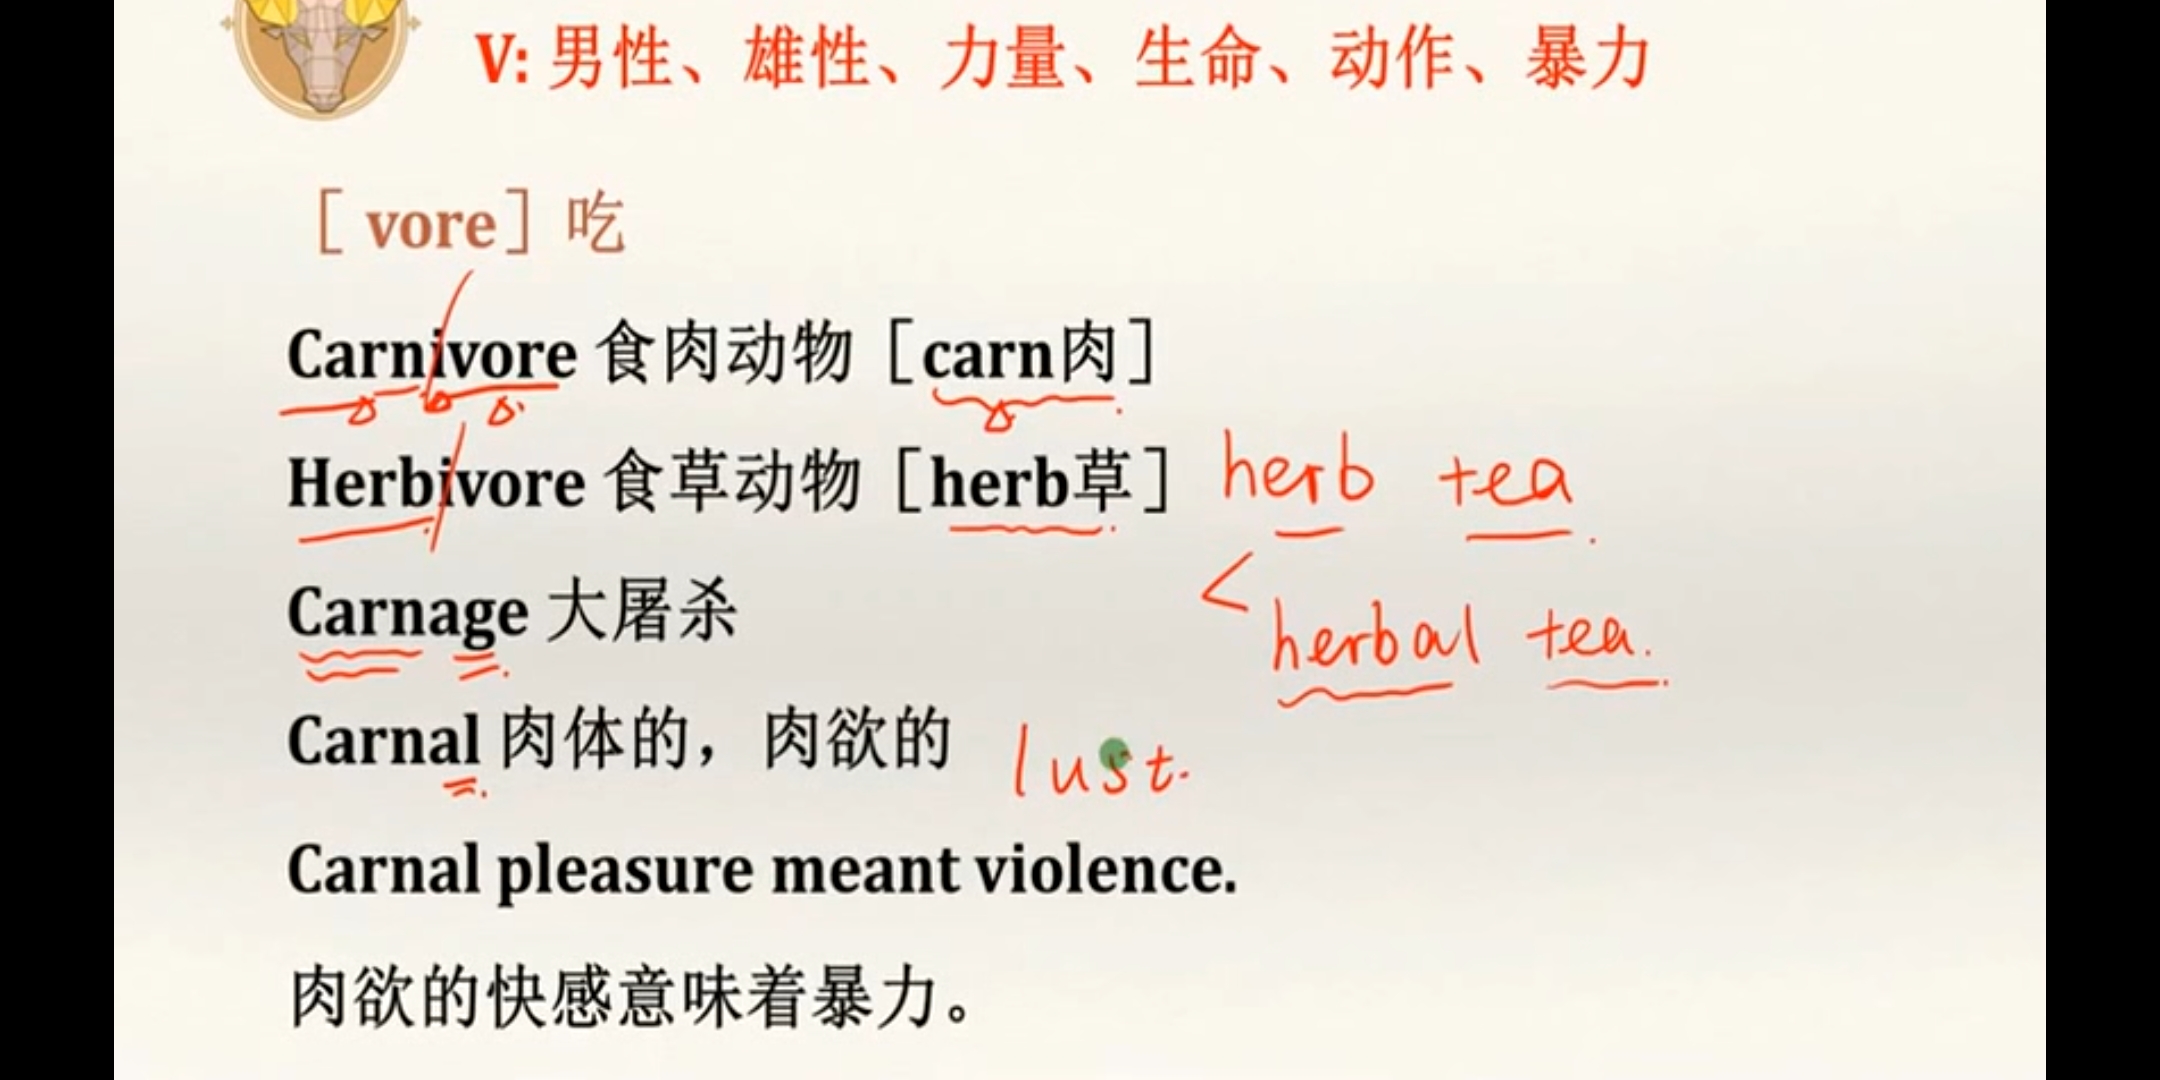 V: 男性、雄性、力量、生命、动作、暴力
［ vore］吃
Carnivore 食肉动物［carn肉］
Herbivore 食草动物［herb草］ herb tea
Carnage 大屠杀 < herbal tea.
Carnal 肉体的，肉欲的 lust.
Carnal pleasure meant violence.
肉欲的快感意味着暴力。